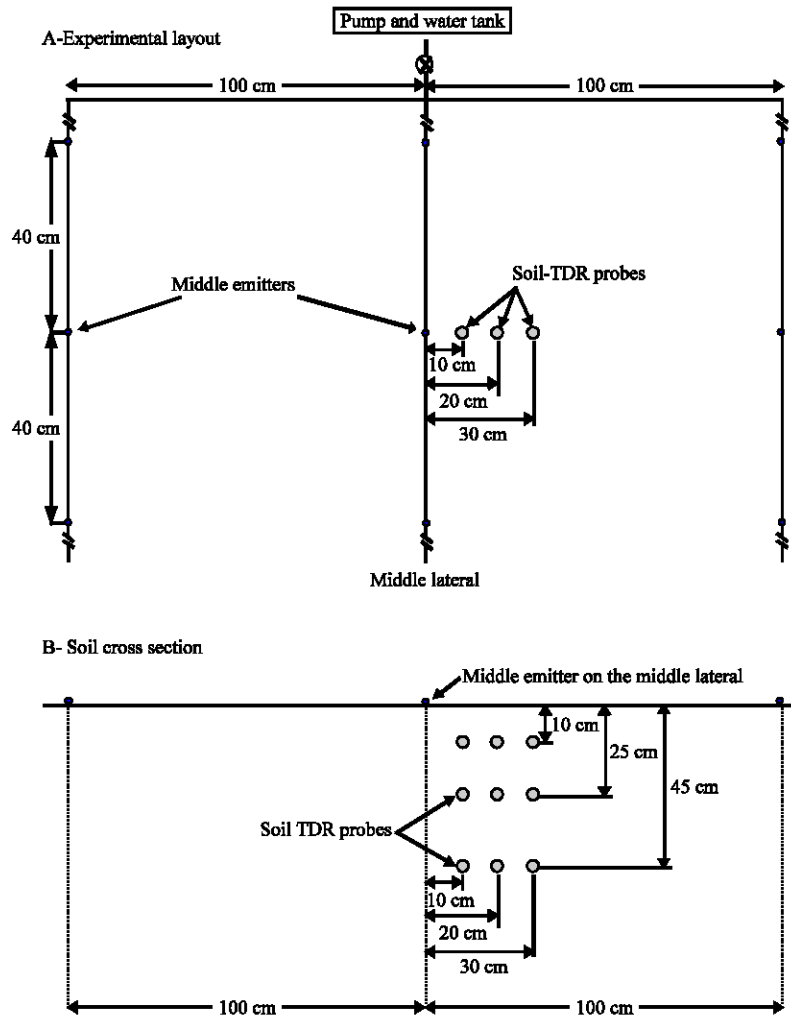 Pump and water tank
A-Experimental layout
100 cm
100 cm
40 cm
Middle emitters
Soil-TDR probes
10 cm
20 cm
40 cm
30 cm
Middle lateral
B- Soil cross section
Middle emitter on the middle lateral
10 cm
25 cm
45 cm
Soil TDR probes
10 cm
20 cm
30 cm
100 cm
100 cm